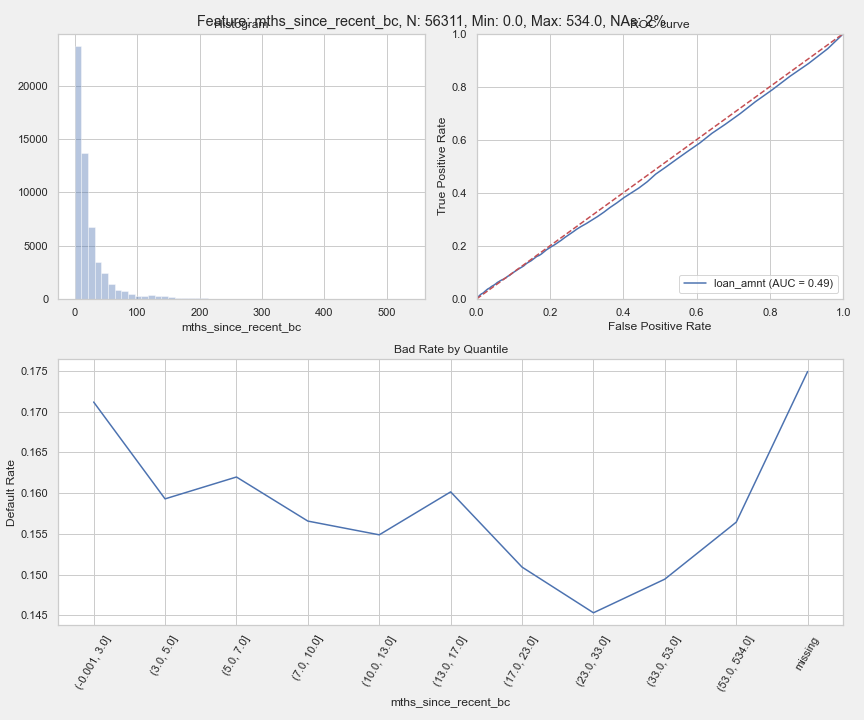 Feature: mths_since_recent_bc, N: 56311, Min: 0.0, Max: 534.0, NAs: 2%
Histogram
ROC curve
20000
15000
10000
5000
0
0 100 200 300 400 500
mths_since_recent_bc
True Positive Rate
1.0
0.8
0.6
0.4
0.2
0.0
0.0 0.2 0.4 0.6 0.8 1.0
False Positive Rate
loan_amnt (AUC = 0.49)
Bad Rate by Quantile
Default Rate
0.175
0.170
0.165
0.160
0.155
0.150
0.145
(-0.001, 3.0]
(3.0, 5.0]
(5.0, 7.0]
(7.0, 10.0]
(10.0, 13.0]
(13.0, 17.0]
(17.0, 23.0]
(23.0, 33.0]
(33.0, 53.0]
(53.0, 534.0]
missing
mths_since_recent_bc